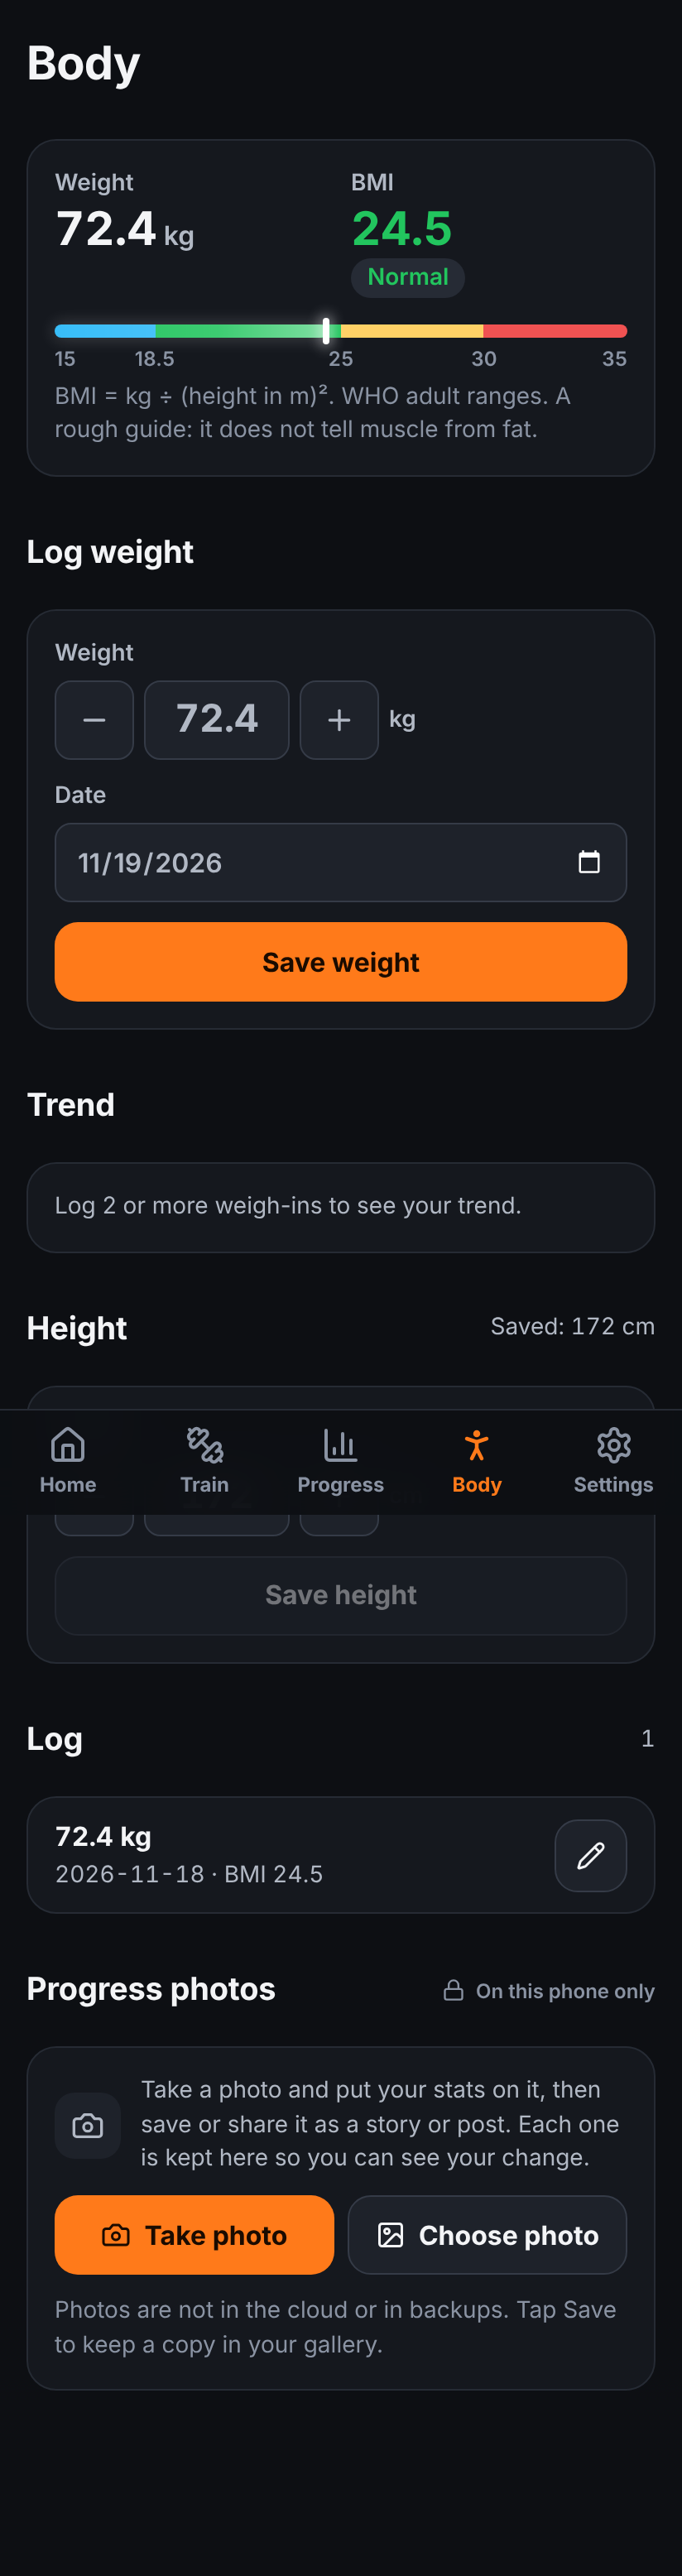 Body
Weight
BMI
72.4 kg
24.5
Normal
15 18.5 25 30 35
BMI = kg ÷ (height in m)². WHO adult ranges. A
rough guide: it does not tell muscle from fat.
Log weight
Weight
72.4
kg
Date
11/19/2026
Save weight
Trend
Log 2 or more weigh-ins to see your trend.
Height
Saved: 172 cm
Home
Train
Progress
Body
Settings
Save height
Log
1
72.4 kg
2026-11-18 · BMI 24.5
Progress photos
On this phone only
Take a photo and put your stats on it, then
save or share it as a story or post. Each one
is kept here so you can see your change.
Take photo
Choose photo
Photos are not in the cloud or in backups. Tap Save
to keep a copy in your gallery.